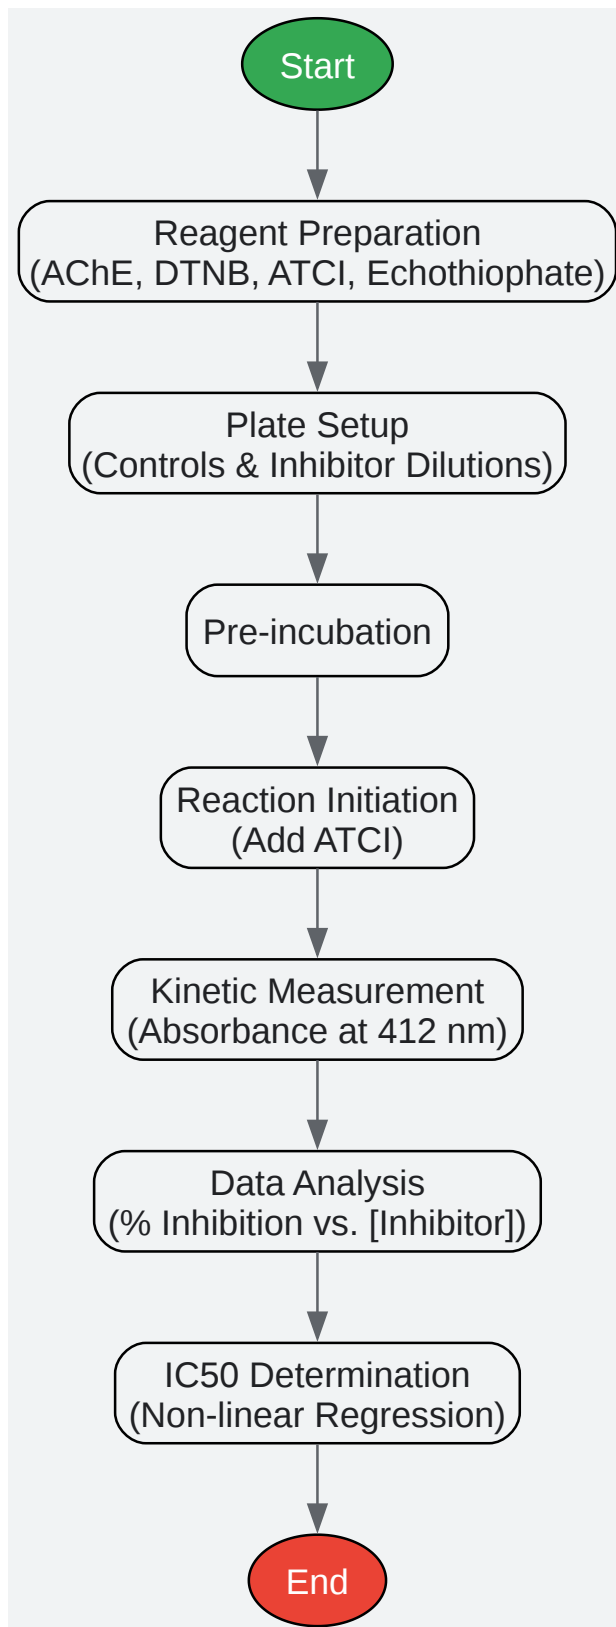 Start
Reagent Preparation
(AChE, DTNB, ATCI, Echothiophate)
Plate Setup
(Controls & Inhibitor Dilutions)
Pre-incubation
Reaction Initiation
(Add ATCI)
Kinetic Measurement
(Absorbance at 412 nm)
Data Analysis
(% Inhibition vs. [Inhibitor])
IC50 Determination
(Non-linear Regression)
End